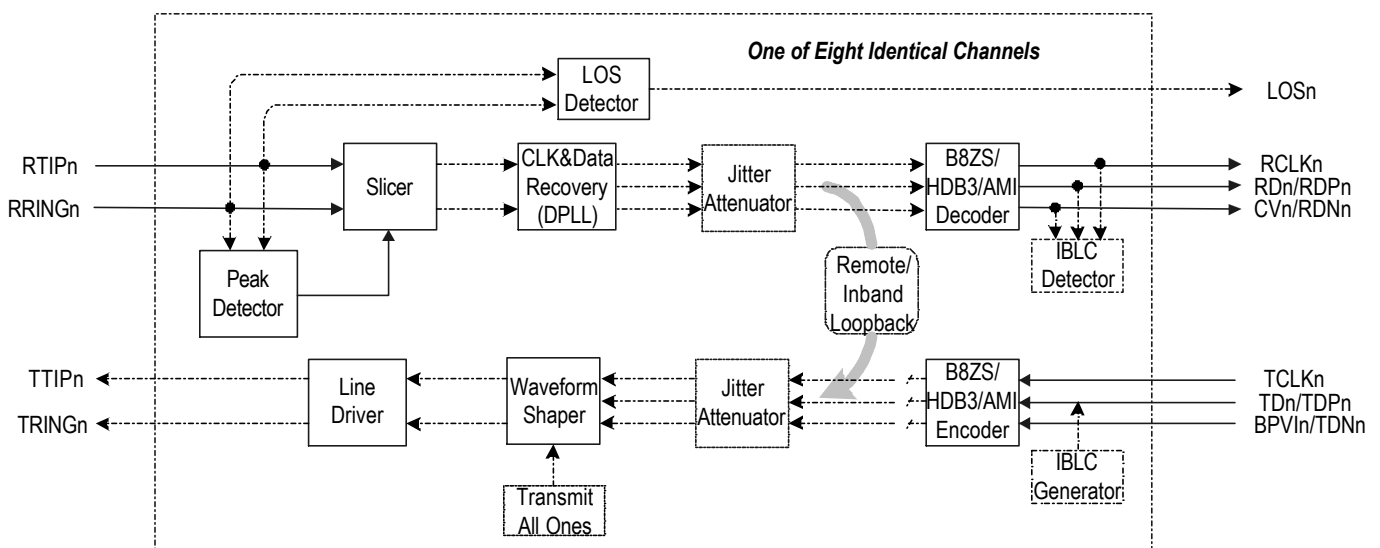 One of Eight Identical Channels
LOS
Detector
LOSn
RTIPn
RRINGn
Slicer
CLK&Data
Recovery
(DPLL)
Jitter
Attenuator
B8ZS/
HDB3/AMI
Decoder
RCLKn
RDn/RDPn
CVn/RDNn
Peak
Detector
Remote/
Inband
Loopback
IBLC
Detector
TTIPn
TRINGn
Line
Driver
Waveform
Shaper
Jitter
Attenuator
B8ZS/
HDB3/AMI
Encoder
TCLKn
TDn/TDPn
BPVIn/TDNn
Transmit
All Ones
IBLC
Generator